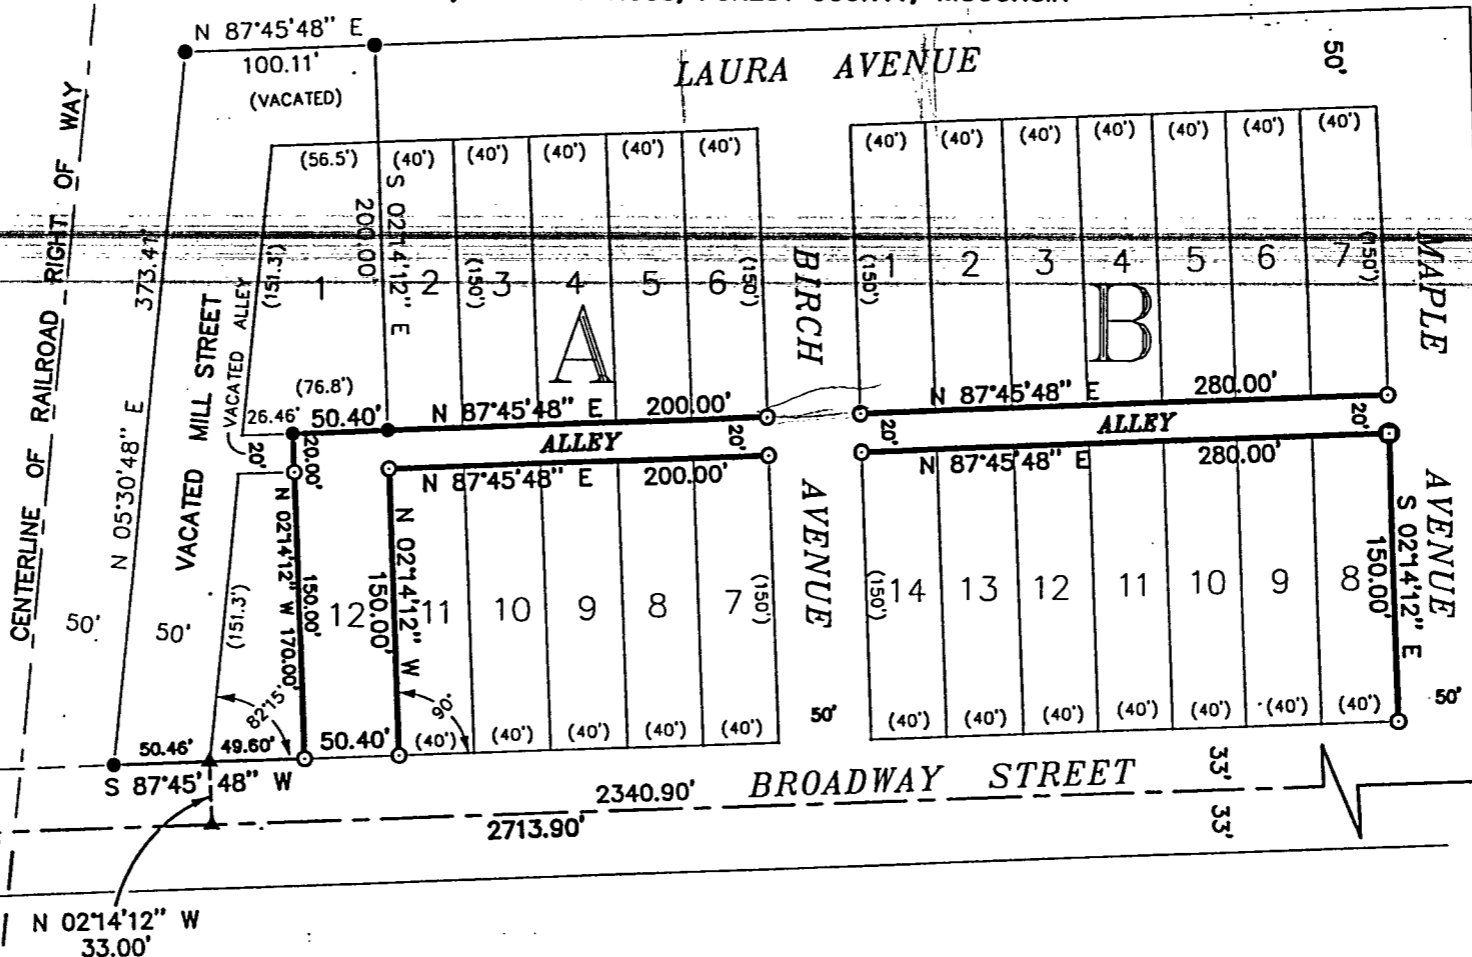 FOREST COUNTY, WISCONSIN
N 87°45'48" E
100.11'
(VACATED)
LAURA AVENUE
50'
CENTERLINE OF RAILROAD RIGHT OF WAY
N 05°30'48" E 373.41'
VACATED MILL STREET
VACATED ALLEY
(56.5') (40') (40') (40') (40') (40')
(40') (40') (40') (40') (40') (40') (40')
S 02°14'12" E
200.00'
(151.3') 1 2 (150') 3 4 5 6 (150')
BIRCH
(150') 1 2 3 4 5 6 7 (150')
MAPLE
A
B
(76.8')
26.46' 50.40' N 87°45'48" E 200.00'
N 87°45'48" E 280.00'
20' 20.00' ALLEY 20'
20' ALLEY 20'
N 87°45'48" E 200.00'
N 87°45'48" E 280.00'
N 02°14'12" W 170.00'
150.00'
N 02°14'12" W
150.00'
AVENUE
AVENUE
S 02°14'12" E
150.00'
50' 50' (151.3') 12 11 10 9 8 7 (150')
(150') 14 13 12 11 10 9 8
82°15'
90°
50.46' 49.60' 50.40' (40') (40') (40') (40') (40')
50'
(40') (40') (40') (40') (40') (40') (40')
50'
S 87°45'48" W
BROADWAY STREET
33'
33'
2340.90'
2713.90'
N 02°14'12" W
33.00'